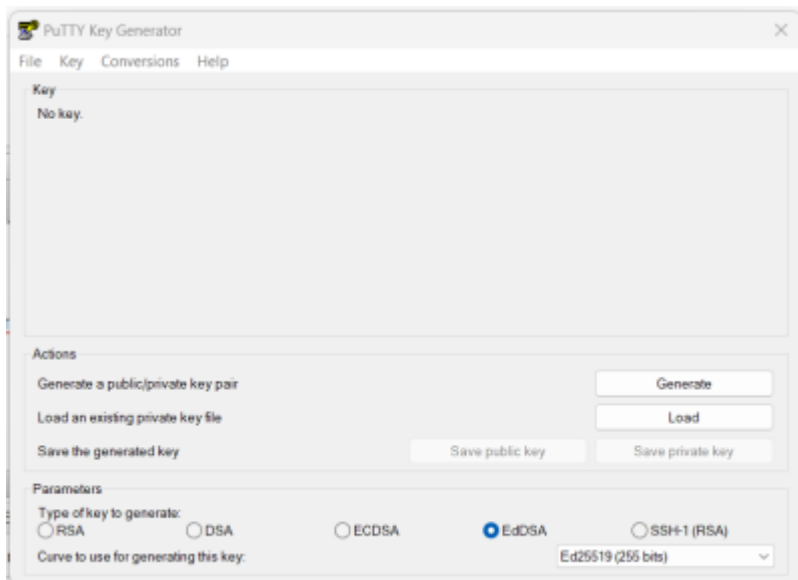 PuTTY Key Generator
File Key Conversions Help
Key
No key.
Actions
Generate a public/private key pair Generate
Load an existing private key file Load
Save the generated key Save public key Save private key
Parameters
Type of key to generate:
RSA DSA ECDSA EdDSA SSH-1 (RSA)
Curve to use for generating this key: Ed25519 (255 bits)